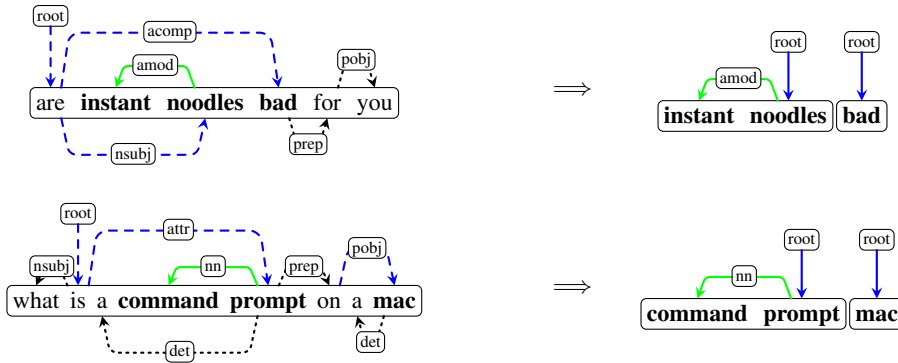 root
acomp
amod
pobj
are instant noodles bad for you
nsubj
prep
⟹
root
root
amod
instant noodles bad
root
attr
nsubj
nn
prep
pobj
what is a command prompt on a mac
det
det
⟹
root
root
nn
command prompt mac